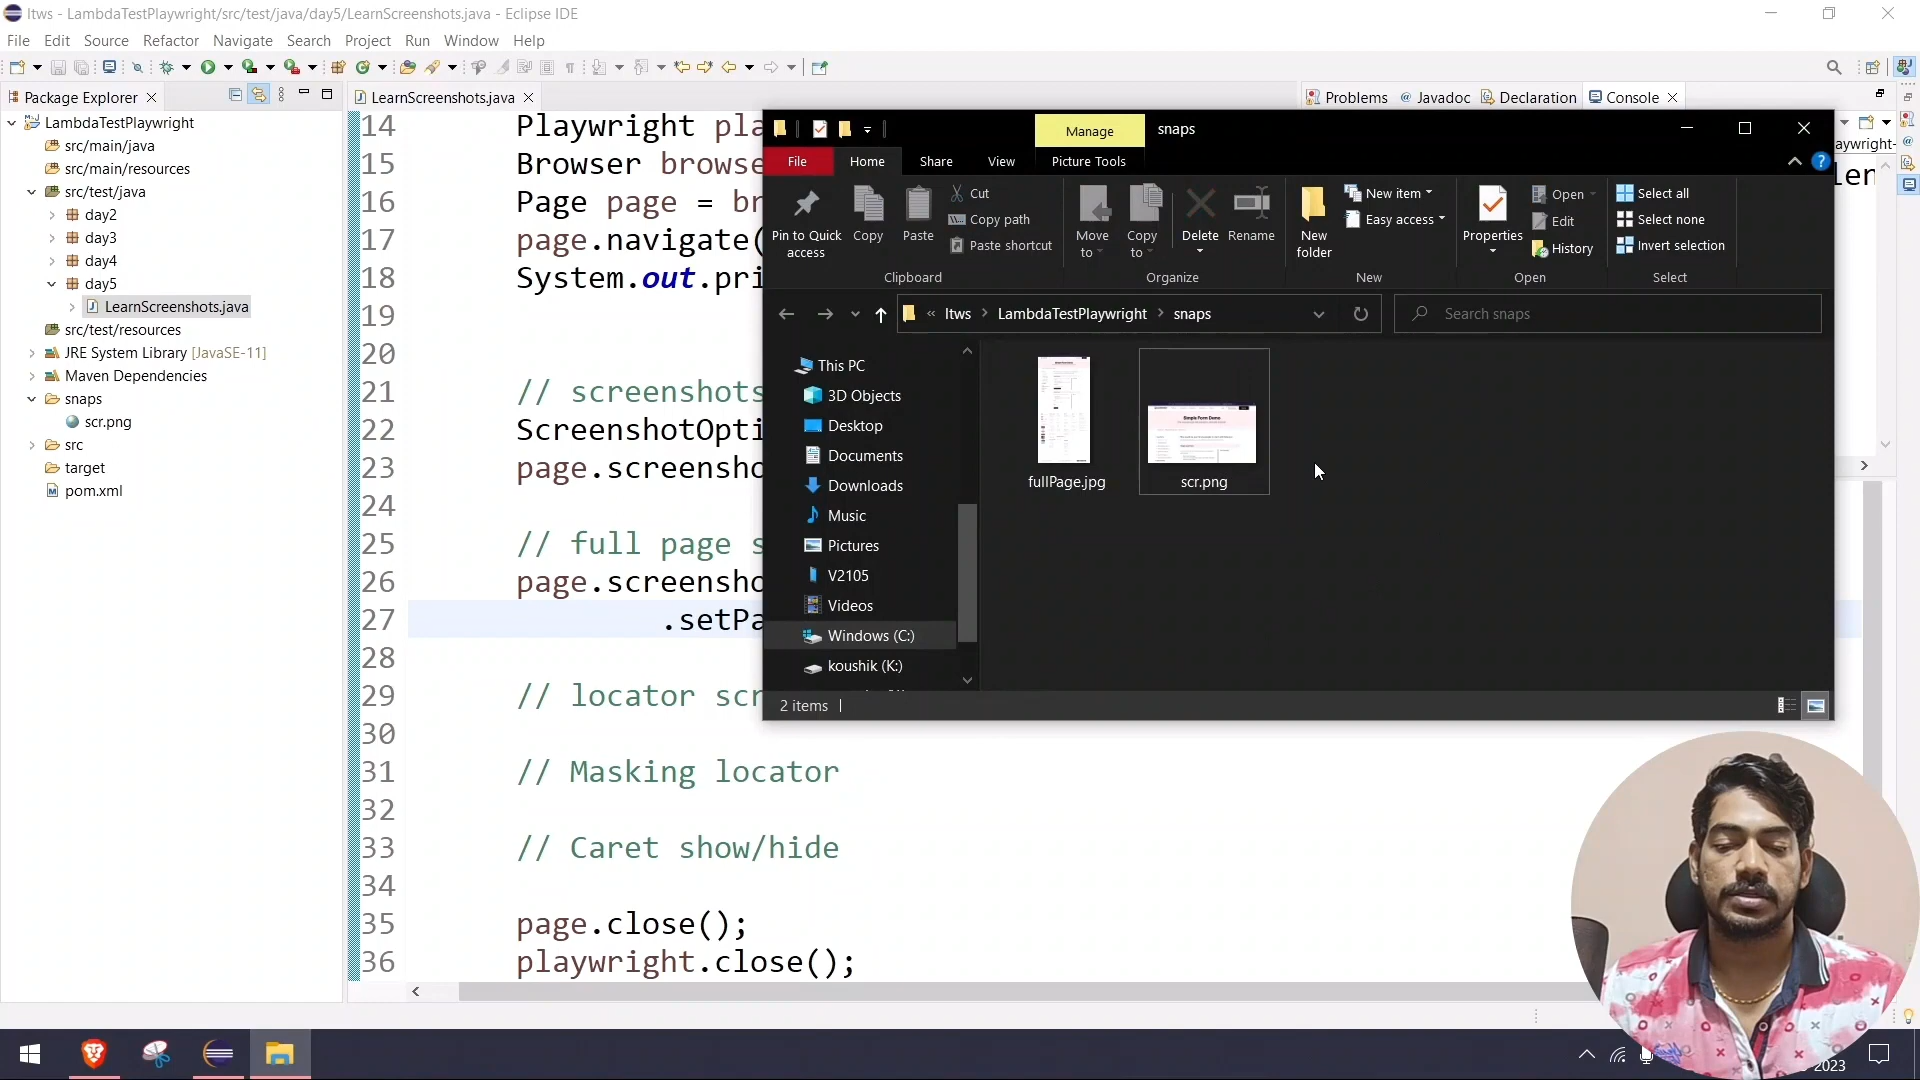 ltws - LambdaTestPlaywright/src/test/java/day5/LearnScreenshots.java - Eclipse IDE
File Edit Source Refactor Navigate Search Project Run Window Help
Package Explorer
LearnScreenshots.java
Problems Javadoc Declaration Console
LambdaTestPlaywright
src/main/java
src/main/resources
src/test/java
day2
day3
day4
day5
LearnScreenshots.java
src/test/resources
JRE System Library [JavaSE-11]
Maven Dependencies
snaps
scr.png
src
target
pom.xml
14 Playwright pla
15 Browser browse
16 Page page = br
17 page.navigate(
18 System.out.pri
19
20
21 // screenshots
22 ScreenshotOpti
23 page.screensho
24
25 // full page s
26 page.screensho
27 .setPa
28
29 // locator scr
30
31 // Masking locator
32
33 // Caret show/hide
34
35 page.close();
36 playwright.close();
aywright-
len
Manage snaps
File Home Share View Picture Tools
Pin to Quick access
Copy
Paste
Cut
Copy path
Paste shortcut
Clipboard
Move to
Copy to
Delete
Rename
Organize
New folder
New item
Easy access
New
Properties
Open
Edit
History
Open
Select all
Select none
Invert selection
Select
« ltws > LambdaTestPlaywright > snaps
Search snaps
This PC
3D Objects
Desktop
Documents
Downloads
Music
Pictures
V2105
Videos
Windows (C:)
koushik (K:)
Simple Form Demo
fullPage.jpg
scr.png
2 items
2023